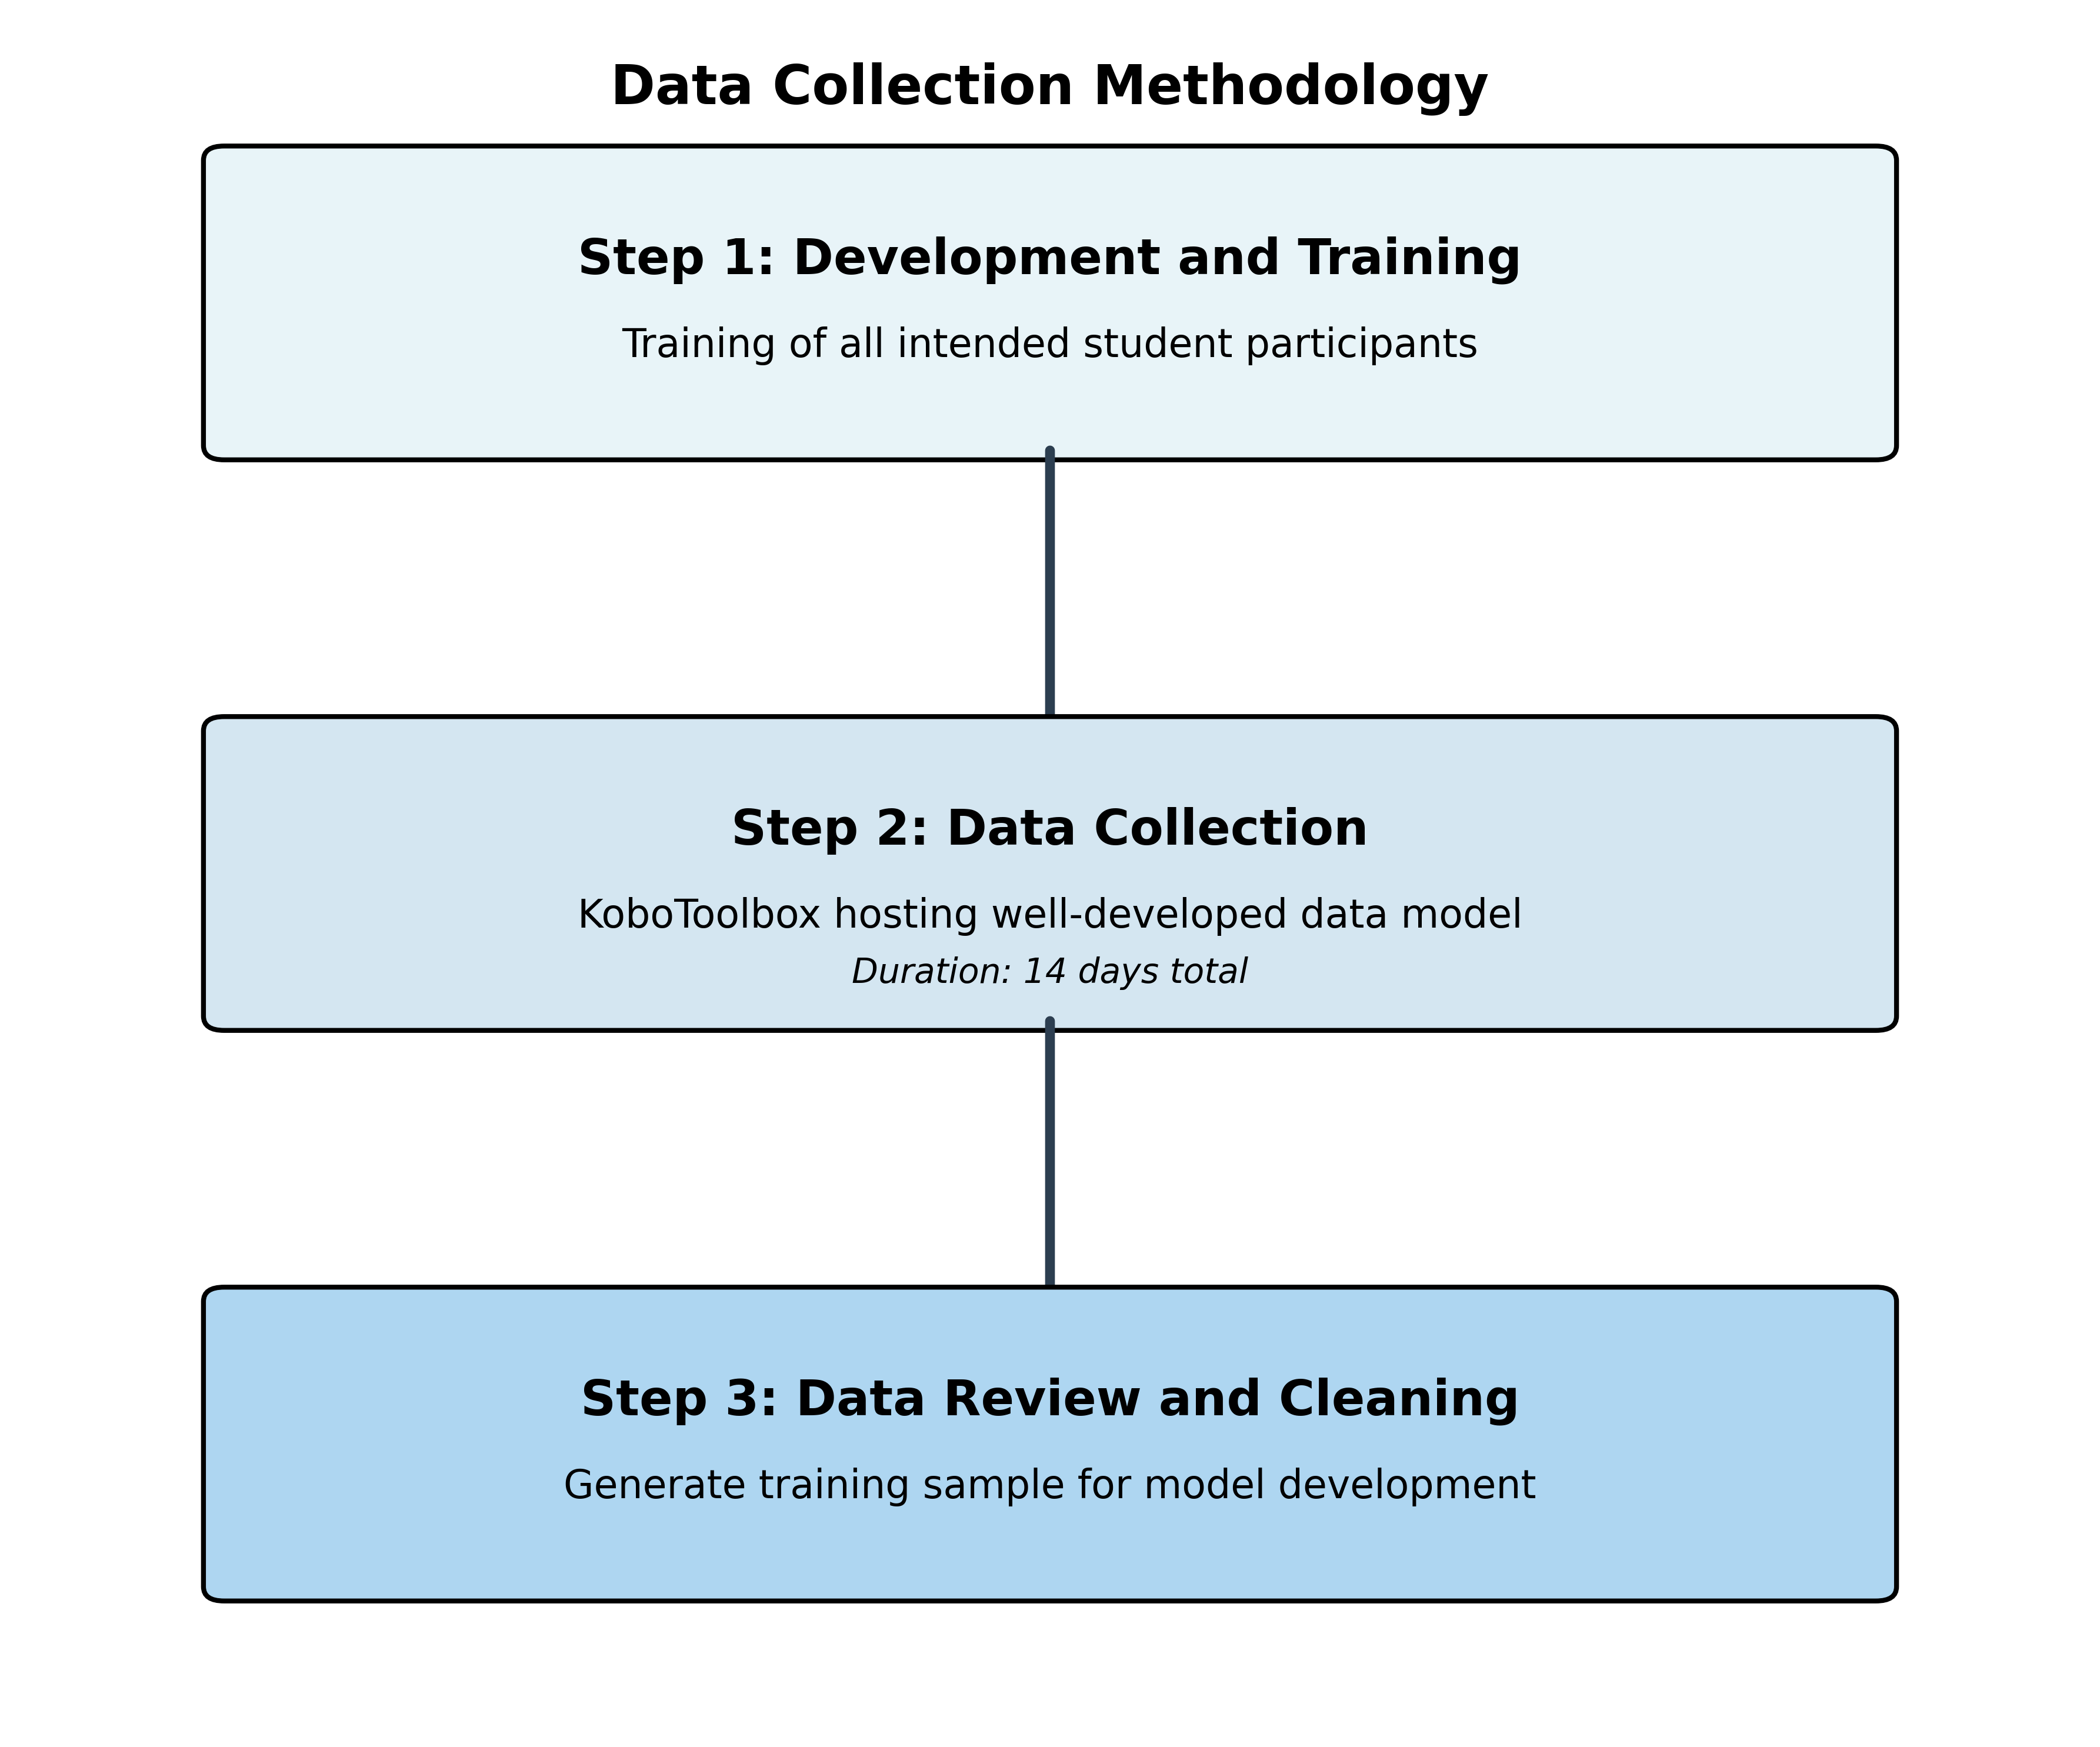 Data Collection Methodology
Step 1: Development and Training
Training of all intended student participants
Step 2: Data Collection
KoboToolbox hosting well-developed data model
Duration: 14 days total
Step 3: Data Review and Cleaning
Generate training sample for model development